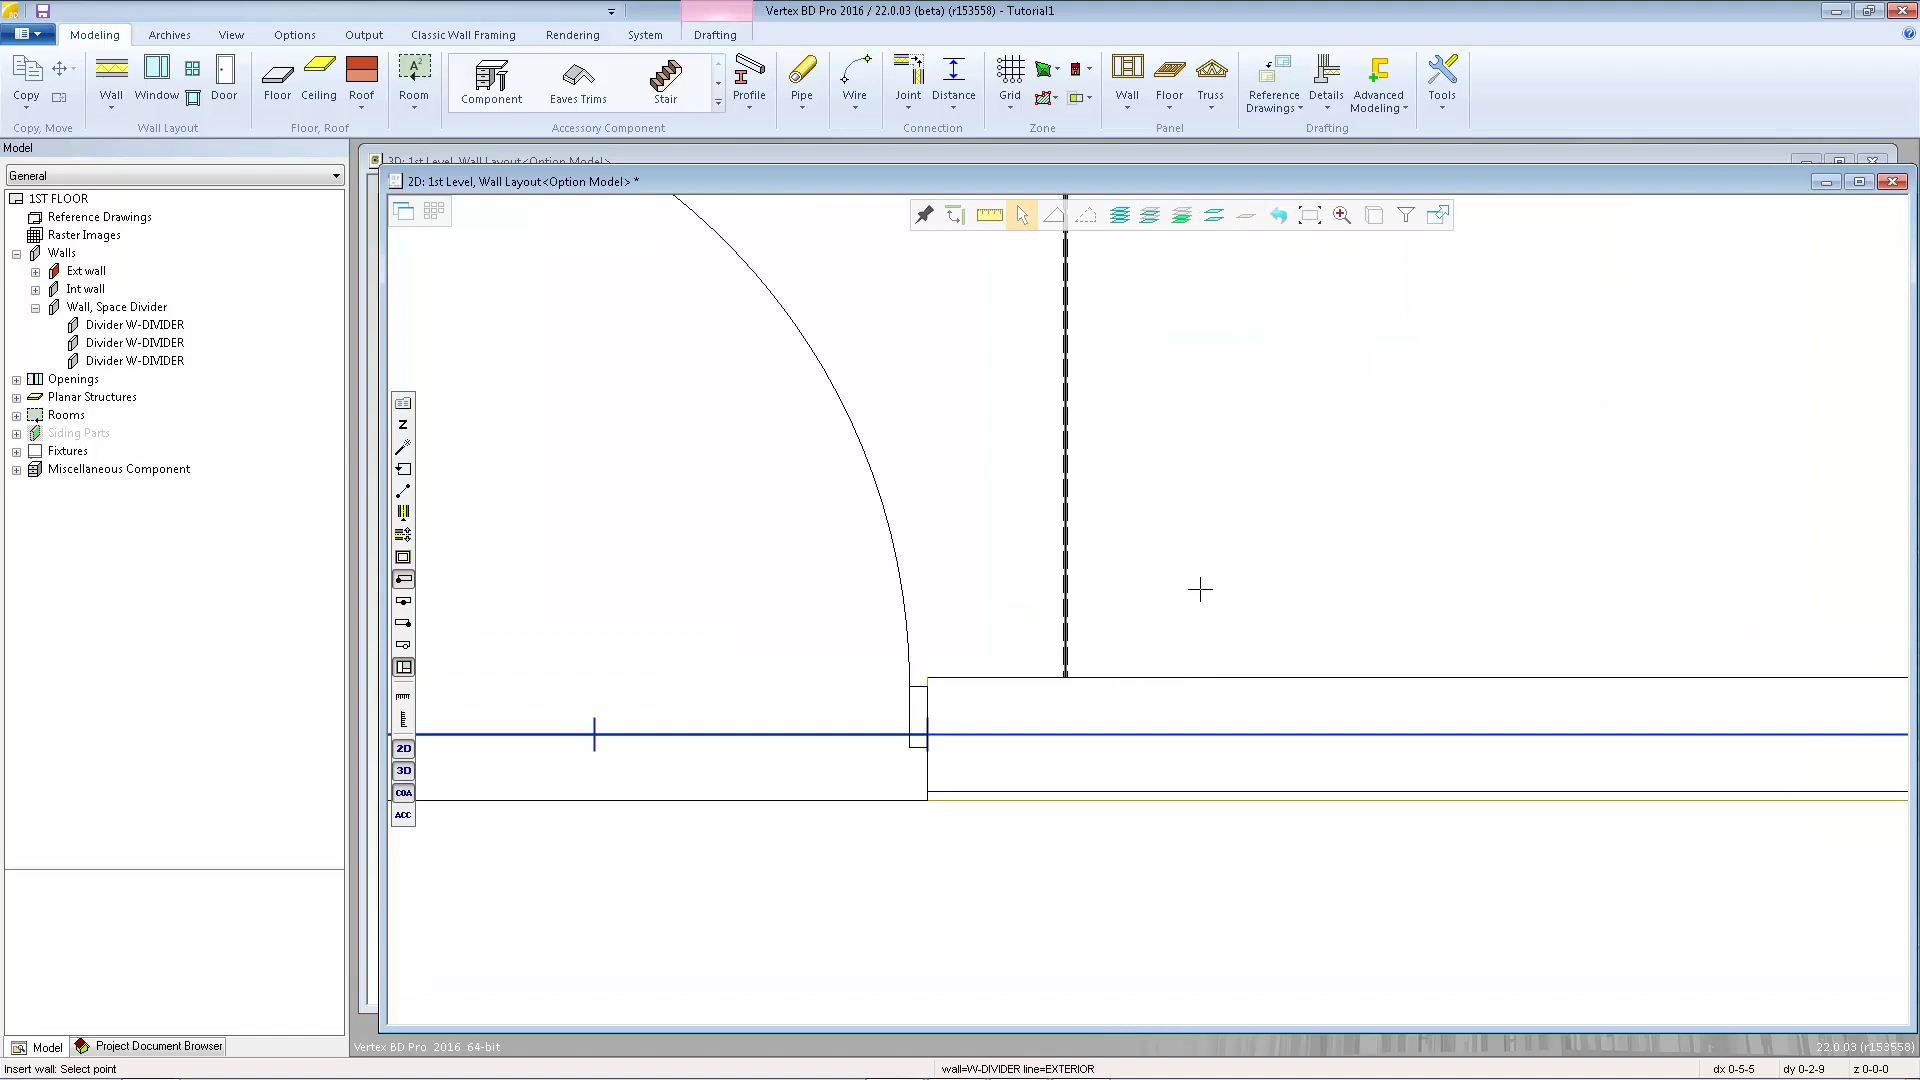 Vertex BD Pro 2016 / 22.0.03 (beta) (r153558) - Tutorial1
Modeling Archives View Options Output Classic Wall Framing Rendering System Drafting
Copy Wall Window Door Floor Ceiling Roof Room Component Eaves Trims Stair Profile Pipe Wire Joint Distance Grid Wall Floor Truss Reference Drawings Details Advanced Modeling Tools
Copy, Move Wall Layout Floor, Roof Accessory Component Connection Zone Panel Drafting
Model
General
1ST FLOOR
Reference Drawings
Raster Images
Walls
Ext wall
Int wall
Wall, Space Divider
Divider W-DIVIDER
Divider W-DIVIDER
Divider W-DIVIDER
Openings
Planar Structures
Rooms
Siding Parts
Fixtures
Miscellaneous Component
3D: 1st Level, Wall Layout<Option Model>
2D: 1st Level, Wall Layout<Option Model> *
Z
2D
3D
COA
ACC
Model Project Document Browser
Vertex BD Pro 2016 64-bit
22.0.03 (r153558)
Insert wall: Select point
wall=W-DIVIDER line=EXTERIOR
dx 0-5-5 dy 0-2-9 z 0-0-0